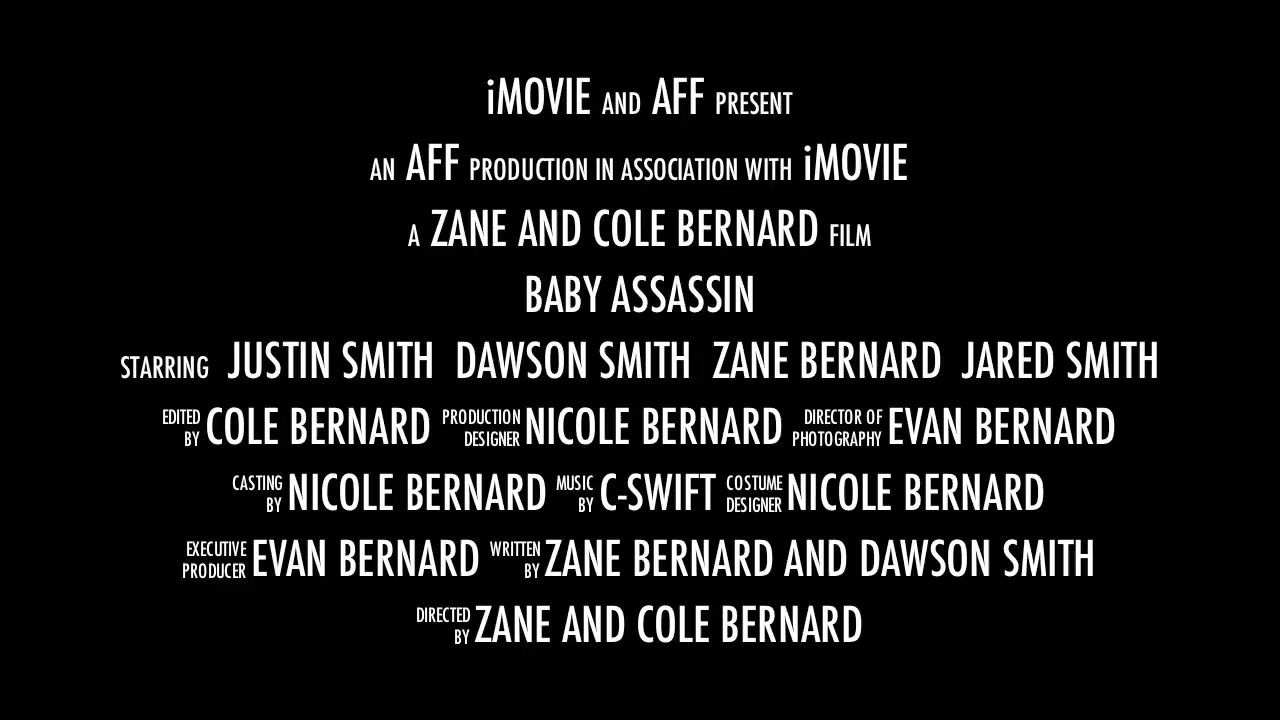 iMOVIE AND AFF PRESENT
AN AFF PRODUCTION IN ASSOCIATION WITH iMOVIE
A ZANE AND COLE BERNARD FILM
BABY ASSASSIN
STARRING JUSTIN SMITH DAWSON SMITH ZANE BERNARD JARED SMITH
EDITED BY COLE BERNARD PRODUCTION DESIGNER NICOLE BERNARD DIRECTOR OF PHOTOGRAPHY EVAN BERNARD
CASTING BY NICOLE BERNARD MUSIC BY C-SWIFT COSTUME DESIGNER NICOLE BERNARD
EXECUTIVE PRODUCER EVAN BERNARD WRITTEN BY ZANE BERNARD AND DAWSON SMITH
DIRECTED BY ZANE AND COLE BERNARD